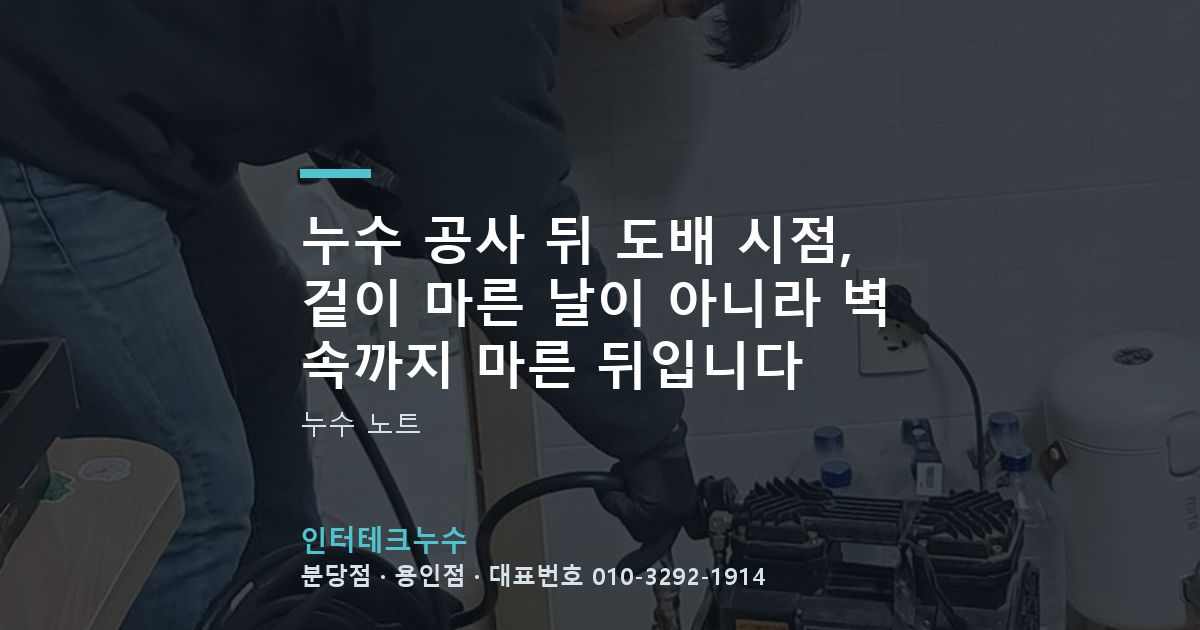 누수 공사 뒤 도배 시점,
겉이 마른 날이 아니라 벽
속까지 마른 뒤입니다
누수 노트
인터테크누수
분당점 · 용인점 · 대표번호 010-3292-1914